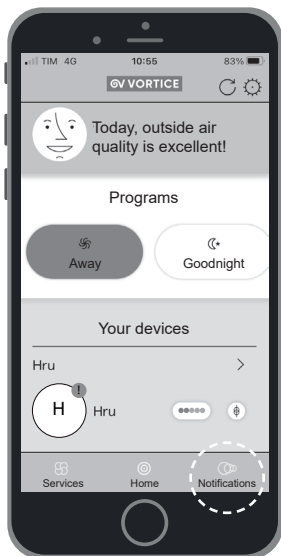 TIM 4G 10:55 83%
VORTICE
Today, outside air
quality is excellent!
Programs
Away Goodnight
Your devices
Hru
!
H Hru
Services Home Notifications